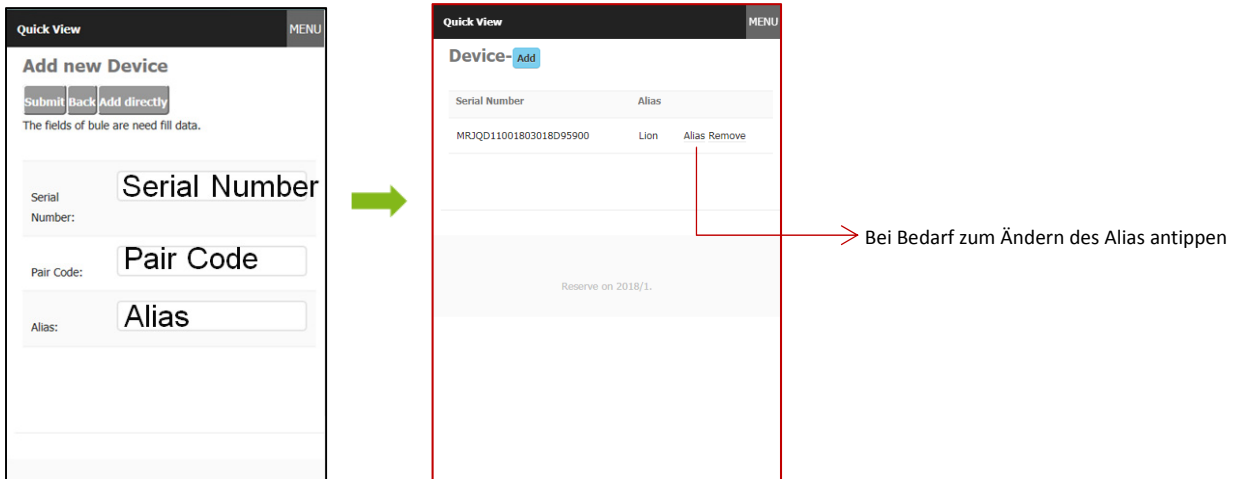 Quick View MENU
Add new Device
Submit Back Add directly
The fields of bule are need fill data.
Serial Number: Serial Number
Pair Code: Pair Code
Alias: Alias
Quick View MENU
Device- Add
Serial Number Alias
MRJQD11001803018D95900 Lion Alias Remove
Bei Bedarf zum Ändern des Alias antippen
Reserve on 2018/1.